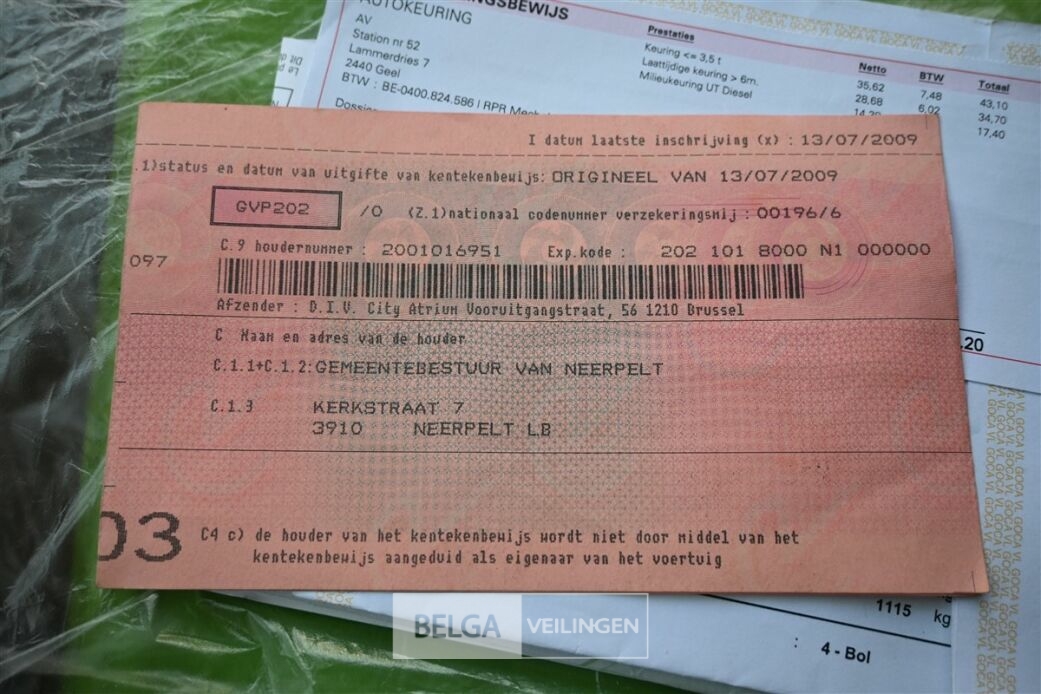 NGSBEWIJS
AUTOKEURING
AV
Station nr 52
Lammerdries 7
2440 Geel
BTW : BE-0400.824.586 / RPR Mech
Dossie
Prestaties
Keuring <= 3,5 t
Laattijdige keuring > 6m.
Milieukeuring UT Diesel
Netto BTW Totaal
35,62 7,48 43,10
28,68 6,02 34,70
14,20 17,40
I datum laatste inschrijving (x) : 13/07/2009
.1)status en datum van uitgifte van kentekenbewijs: ORIGINEEL VAN 13/07/2009
GVP202 /0 (Z.1)nationaal codenummer verzekeringsmij : 00196/6
C.9 houdernummer : 2001016951 Exp.kode : 202 101 8000 N1 000000
097
Afzender : D.I.V. City Atrium Vooruitgangstraat, 56 1210 Brussel
C Naam en adres van de houder
C.1.1+C.1.2: GEMEENTEBESTUUR VAN NEERPELT
C.1.3 KERKSTRAAT 7
3910 NEERPELT LB
.20
03
C4 c) de houder van het kentekenbewijs wordt niet door middel van het
kentekenbewijs aangeduid als eigenaar van het voertuig
1115 kg
: 4 - Bol
BELGA VEILINGEN